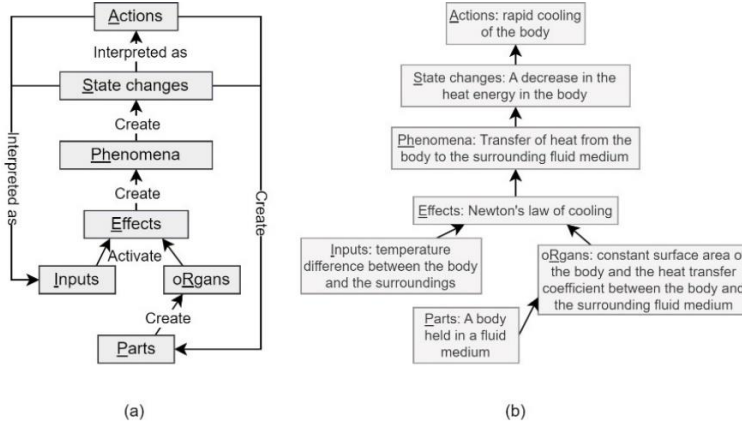 Actions
Interpreted as
State changes
Create
Phenomena
Create
Effects
Activate
Inputs
oRgans
Create
Parts
Interpreted as
Create
(a)
Actions: rapid cooling
of the body
State changes: A decrease in the
heat energy in the body
Phenomena: Transfer of heat from the
body to the surrounding fluid medium
Effects: Newton's law of cooling
Inputs: temperature
difference between the body
and the surroundings
oRgans: constant surface area of
the body and the heat transfer
coefficient between the body and
the surrounding fluid medium
Parts: A body
held in a fluid
medium
(b)